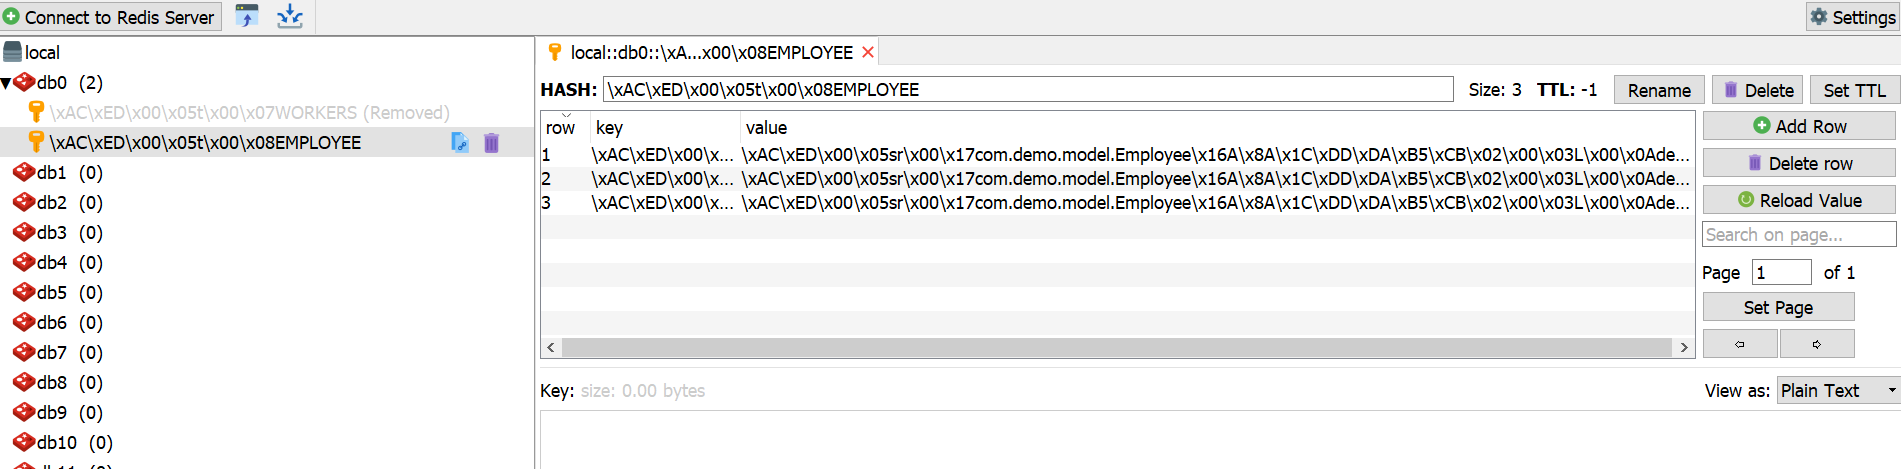 Connect to Redis Server
Settings
local
db0 (2)
\xAC\xED\x00\x05t\x00\x07WORKERS (Removed)
\xAC\xED\x00\x05t\x00\x08EMPLOYEE
db1 (0)
db2 (0)
db3 (0)
db4 (0)
db5 (0)
db6 (0)
db7 (0)
db8 (0)
db9 (0)
db10 (0)
local::db0::\xA...x00\x08EMPLOYEE
HASH: \xAC\xED\x00\x05t\x00\x08EMPLOYEE Size: 3 TTL: -1 Rename Delete Set TTL
row key value
1 \xAC\xED\x00\x... \xAC\xED\x00\x05sr\x00\x17com.demo.model.Employee\x16A\x8A\x1C\xDD\xDA\xB5\xCB\x02\x00\x03L\x00\x0Ade...
2 \xAC\xED\x00\x... \xAC\xED\x00\x05sr\x00\x17com.demo.model.Employee\x16A\x8A\x1C\xDD\xDA\xB5\xCB\x02\x00\x03L\x00\x0Ade...
3 \xAC\xED\x00\x... \xAC\xED\x00\x05sr\x00\x17com.demo.model.Employee\x16A\x8A\x1C\xDD\xDA\xB5\xCB\x02\x00\x03L\x00\x0Ade...
Add Row
Delete row
Reload Value
Search on page...
Page 1 of 1
Set Page
Key: size: 0.00 bytes
View as: Plain Text